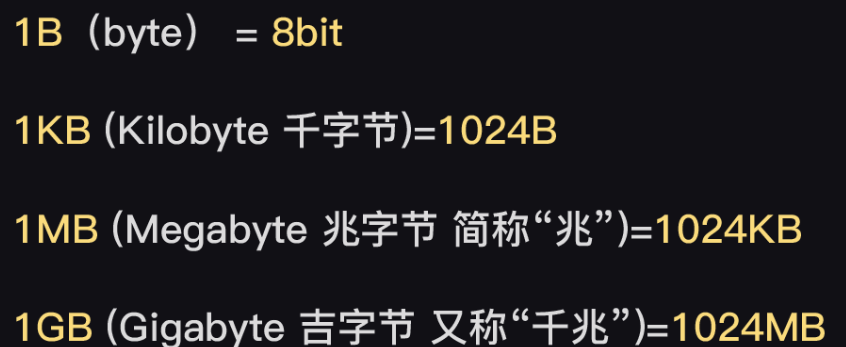 1B（byte） = 8bit
1KB (Kilobyte 千字节)=1024B
1MB (Megabyte 兆字节 简称“兆”)=1024KB
1GB (Gigabyte 吉字节 又称“千兆”)=1024MB